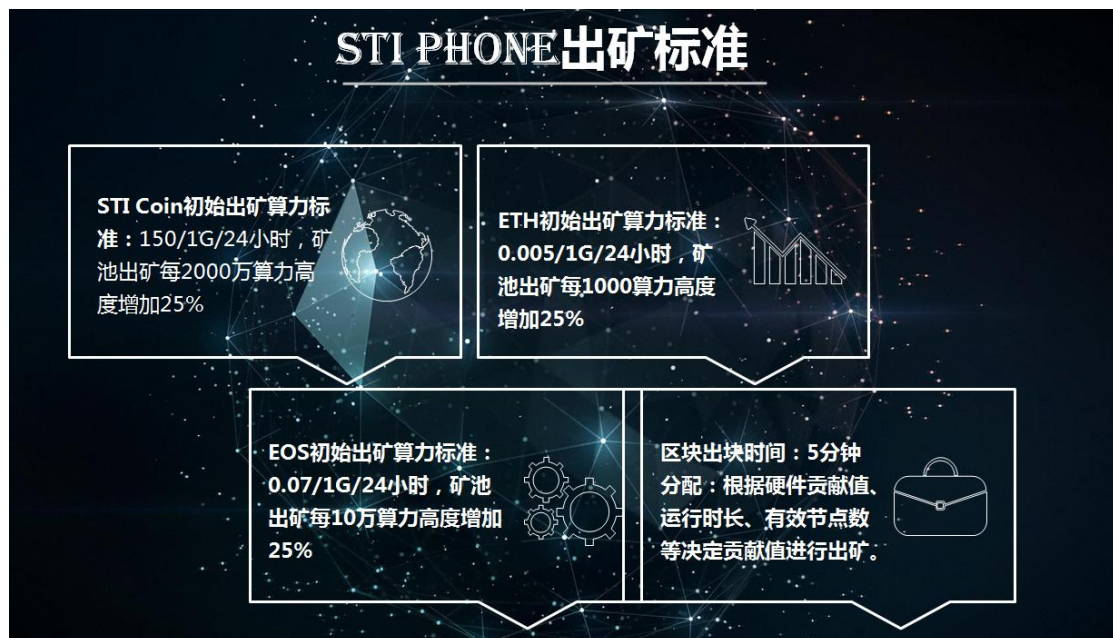 STI PHONE出矿标准
STI Coin初始出矿算力标
准：150/1G/24小时，矿
池出矿每2000万算力高
度增加25%
ETH初始出矿算力标准：
0.005/1G/24小时，矿
池出矿每1000算力高度
增加25%
EOS初始出矿算力标准：
0.07/1G/24小时，矿池
出矿每10万算力高度增加
25%
区块出块时间：5分钟
分配：根据硬件贡献值、
运行时长、有效节点数
等决定贡献值进行出矿。